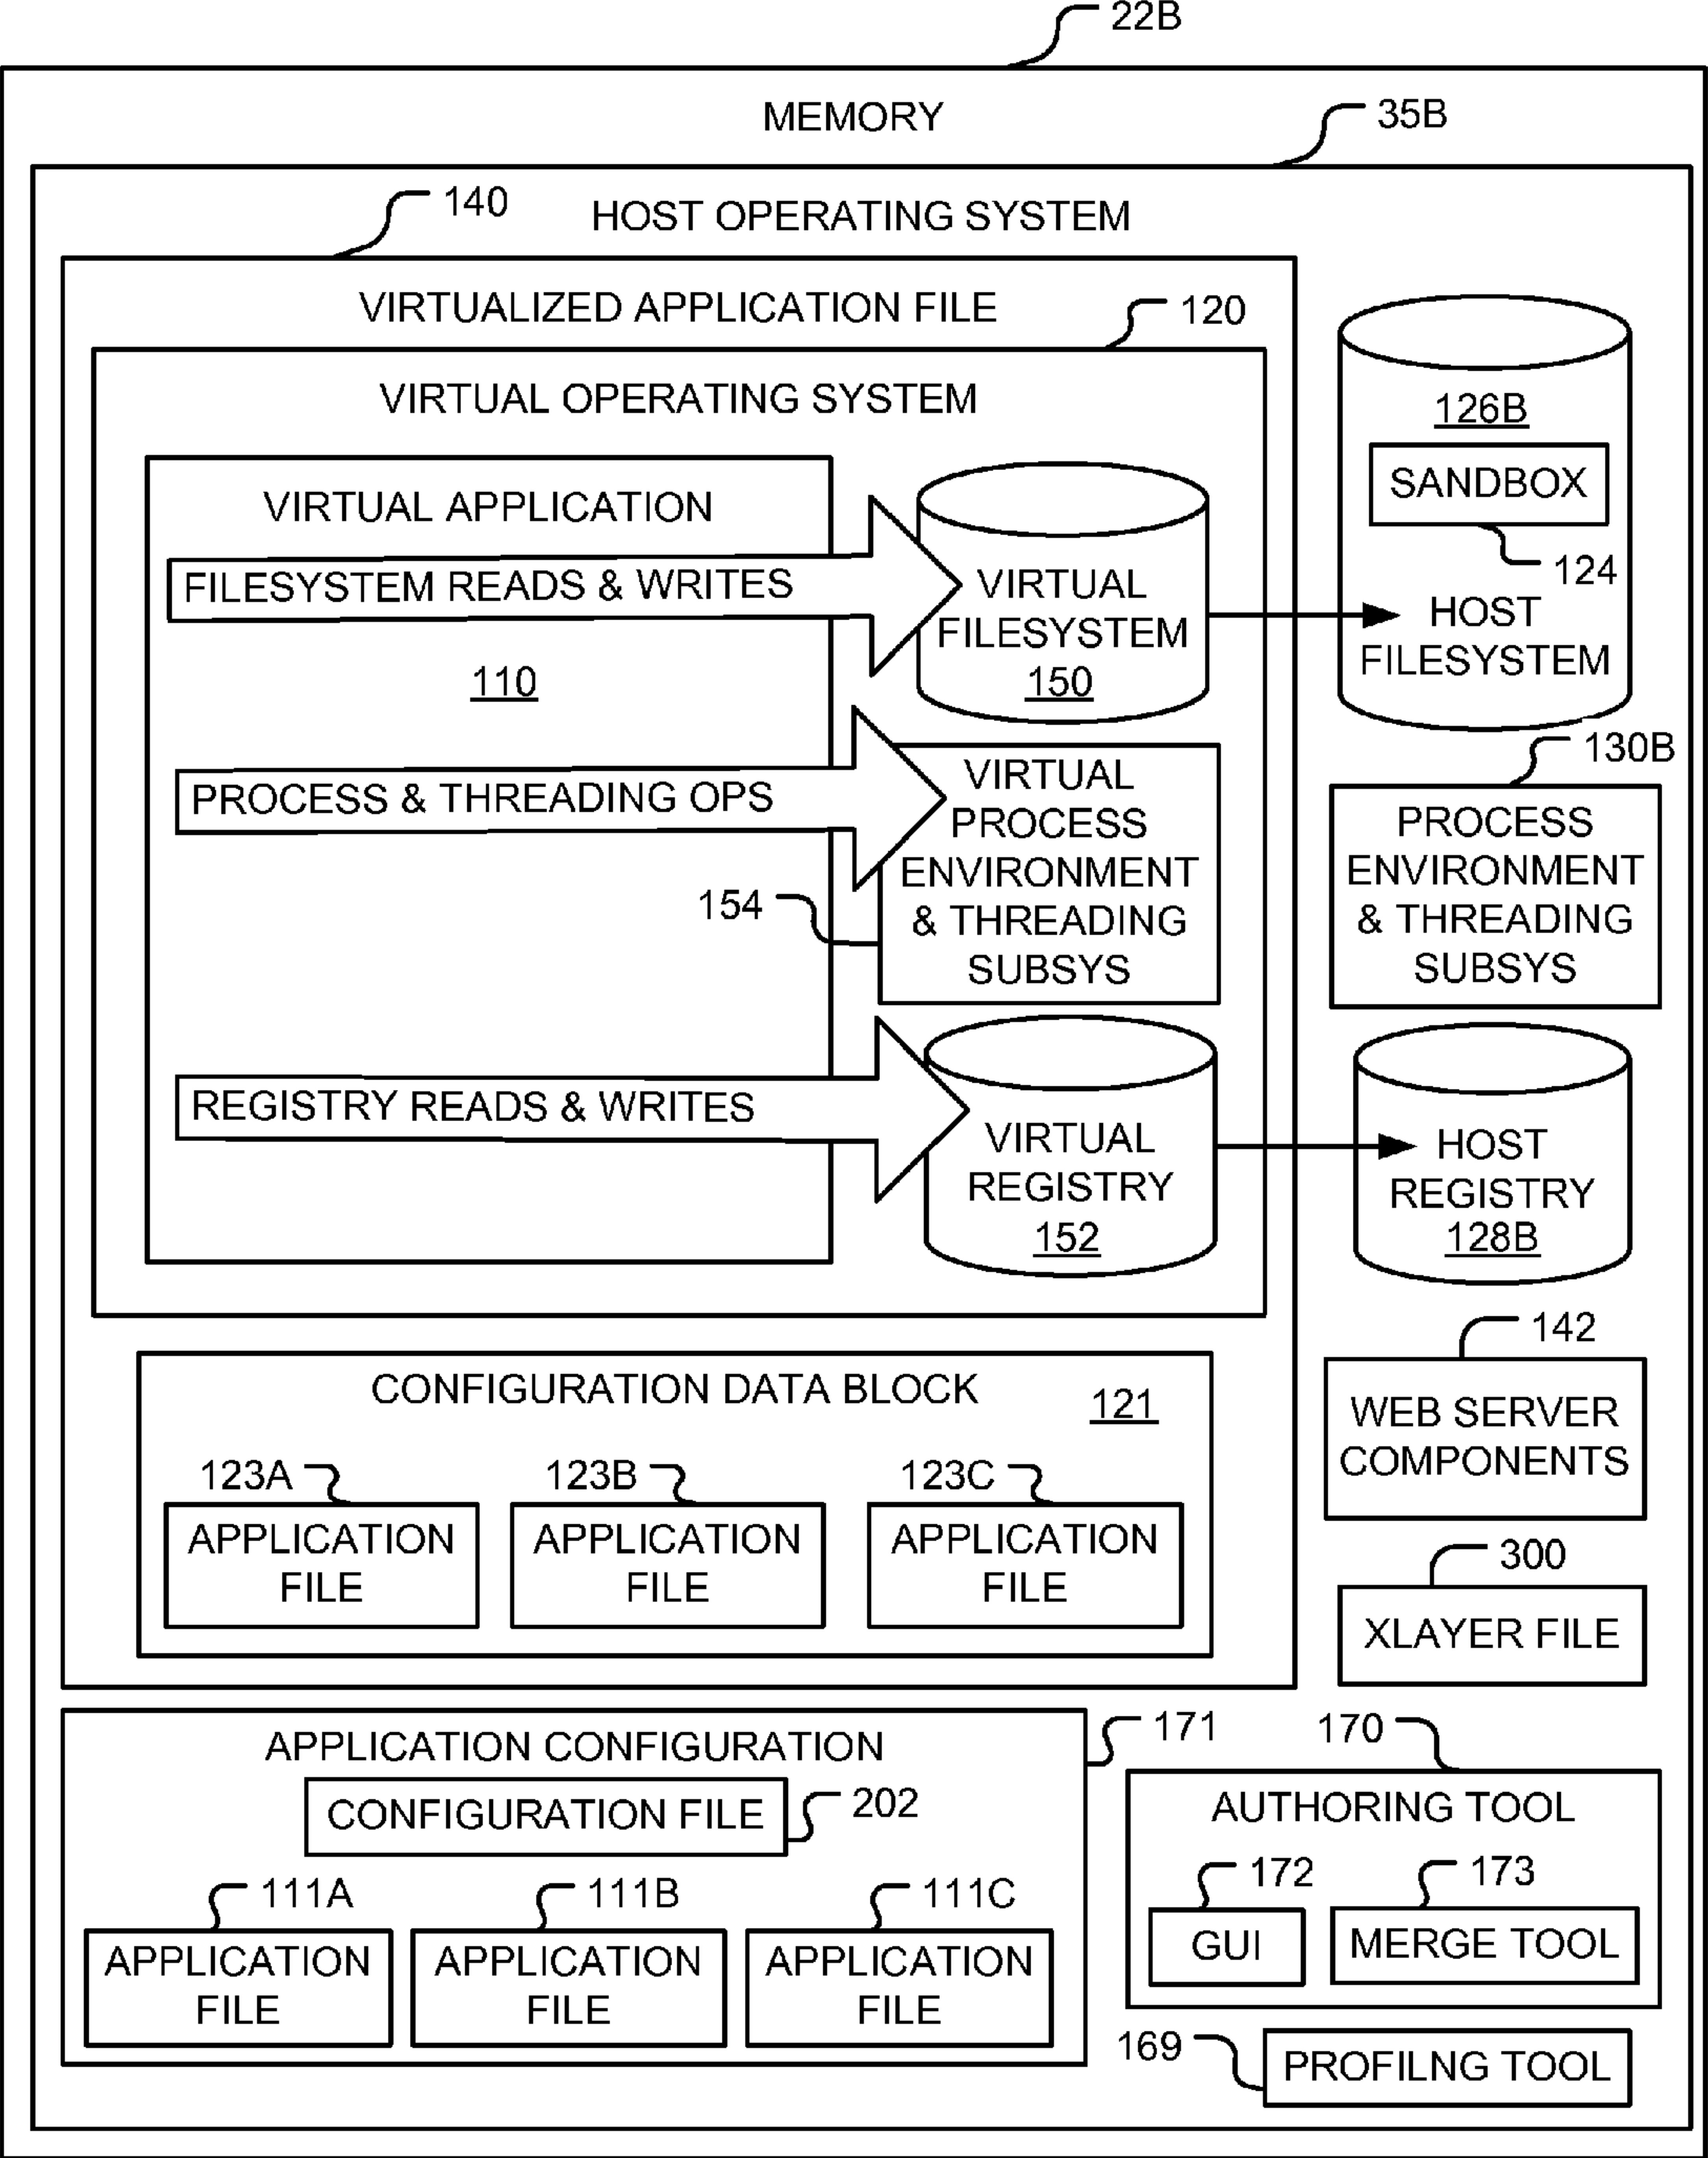 22B
MEMORY
35B
HOST OPERATING SYSTEM
140
VIRTUALIZED APPLICATION FILE
120
VIRTUAL OPERATING SYSTEM
VIRTUAL APPLICATION
FILESYSTEM READS & WRITES
110
PROCESS & THREADING OPS
REGISTRY READS & WRITES
VIRTUAL
FILESYSTEM
150
VIRTUAL
PROCESS
ENVIRONMENT
& THREADING
SUBSYS
154
VIRTUAL
REGISTRY
152
126B
SANDBOX
124
HOST
FILESYSTEM
130B
PROCESS
ENVIRONMENT
& THREADING
SUBSYS
HOST
REGISTRY
128B
CONFIGURATION DATA BLOCK
121
123A
APPLICATION
FILE
123B
APPLICATION
FILE
123C
APPLICATION
FILE
142
WEB SERVER
COMPONENTS
300
XLAYER FILE
171
APPLICATION CONFIGURATION
CONFIGURATION FILE
202
111A
APPLICATION
FILE
111B
APPLICATION
FILE
111C
APPLICATION
FILE
170
AUTHORING TOOL
172
GUI
173
MERGE TOOL
169
PROFILNG TOOL